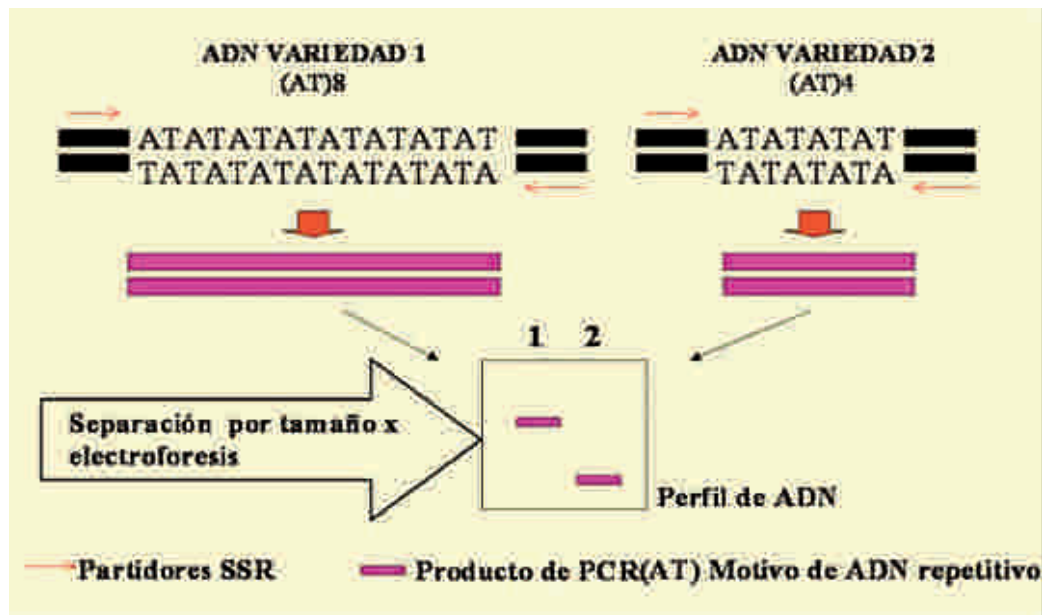 ADN VARIEDAD 1
(AT)8
ATATATATATATATAT
TATATATATATATATA
ADN VARIEDAD 2
(AT)4
ATATATAT
TATATATA
1 2
Separación por tamaño x
electroforesis
Perfil de ADN
Partidores SSR
Producto de PCR(AT) Motivo de ADN repetitivo